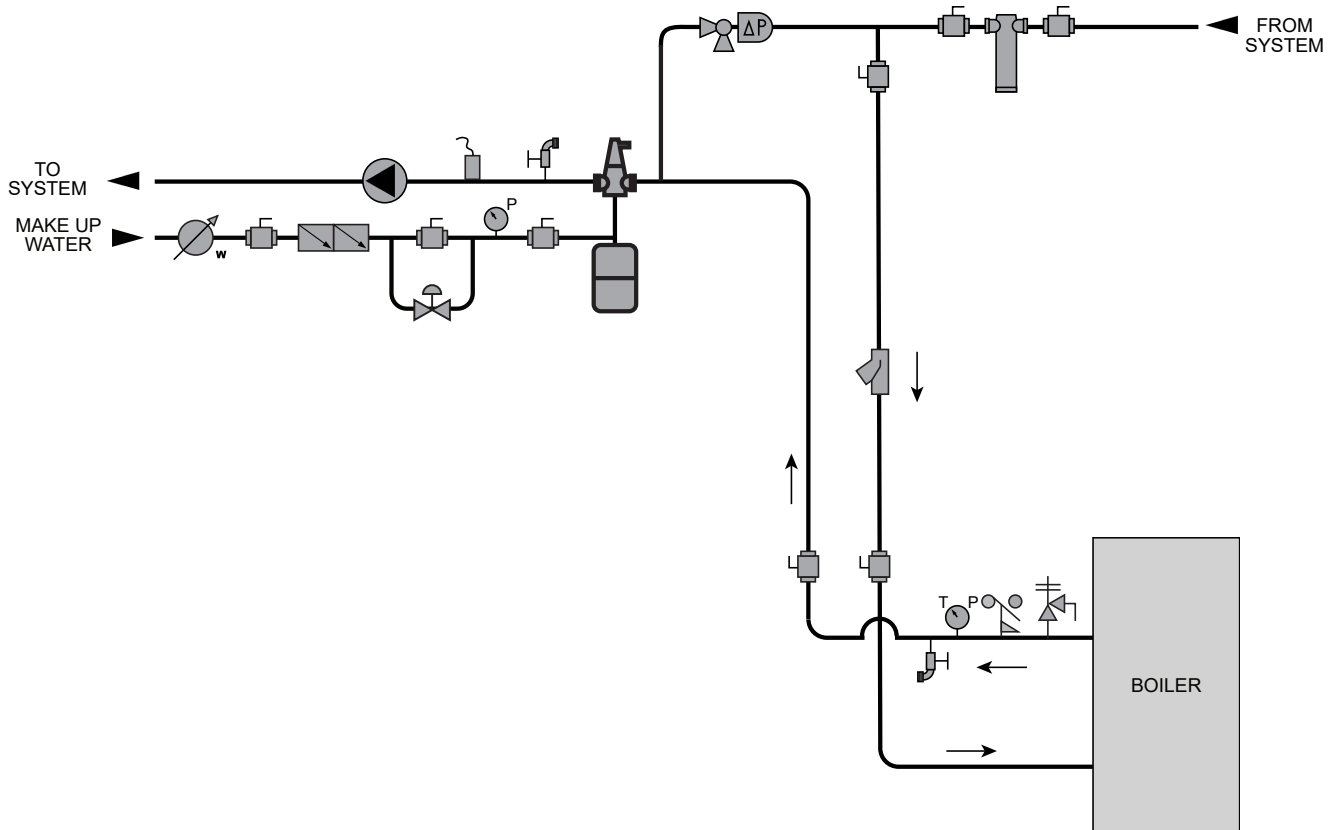 ΔP
FROM
SYSTEM
TO
SYSTEM
MAKE UP
WATER
P
w
T
P
BOILER